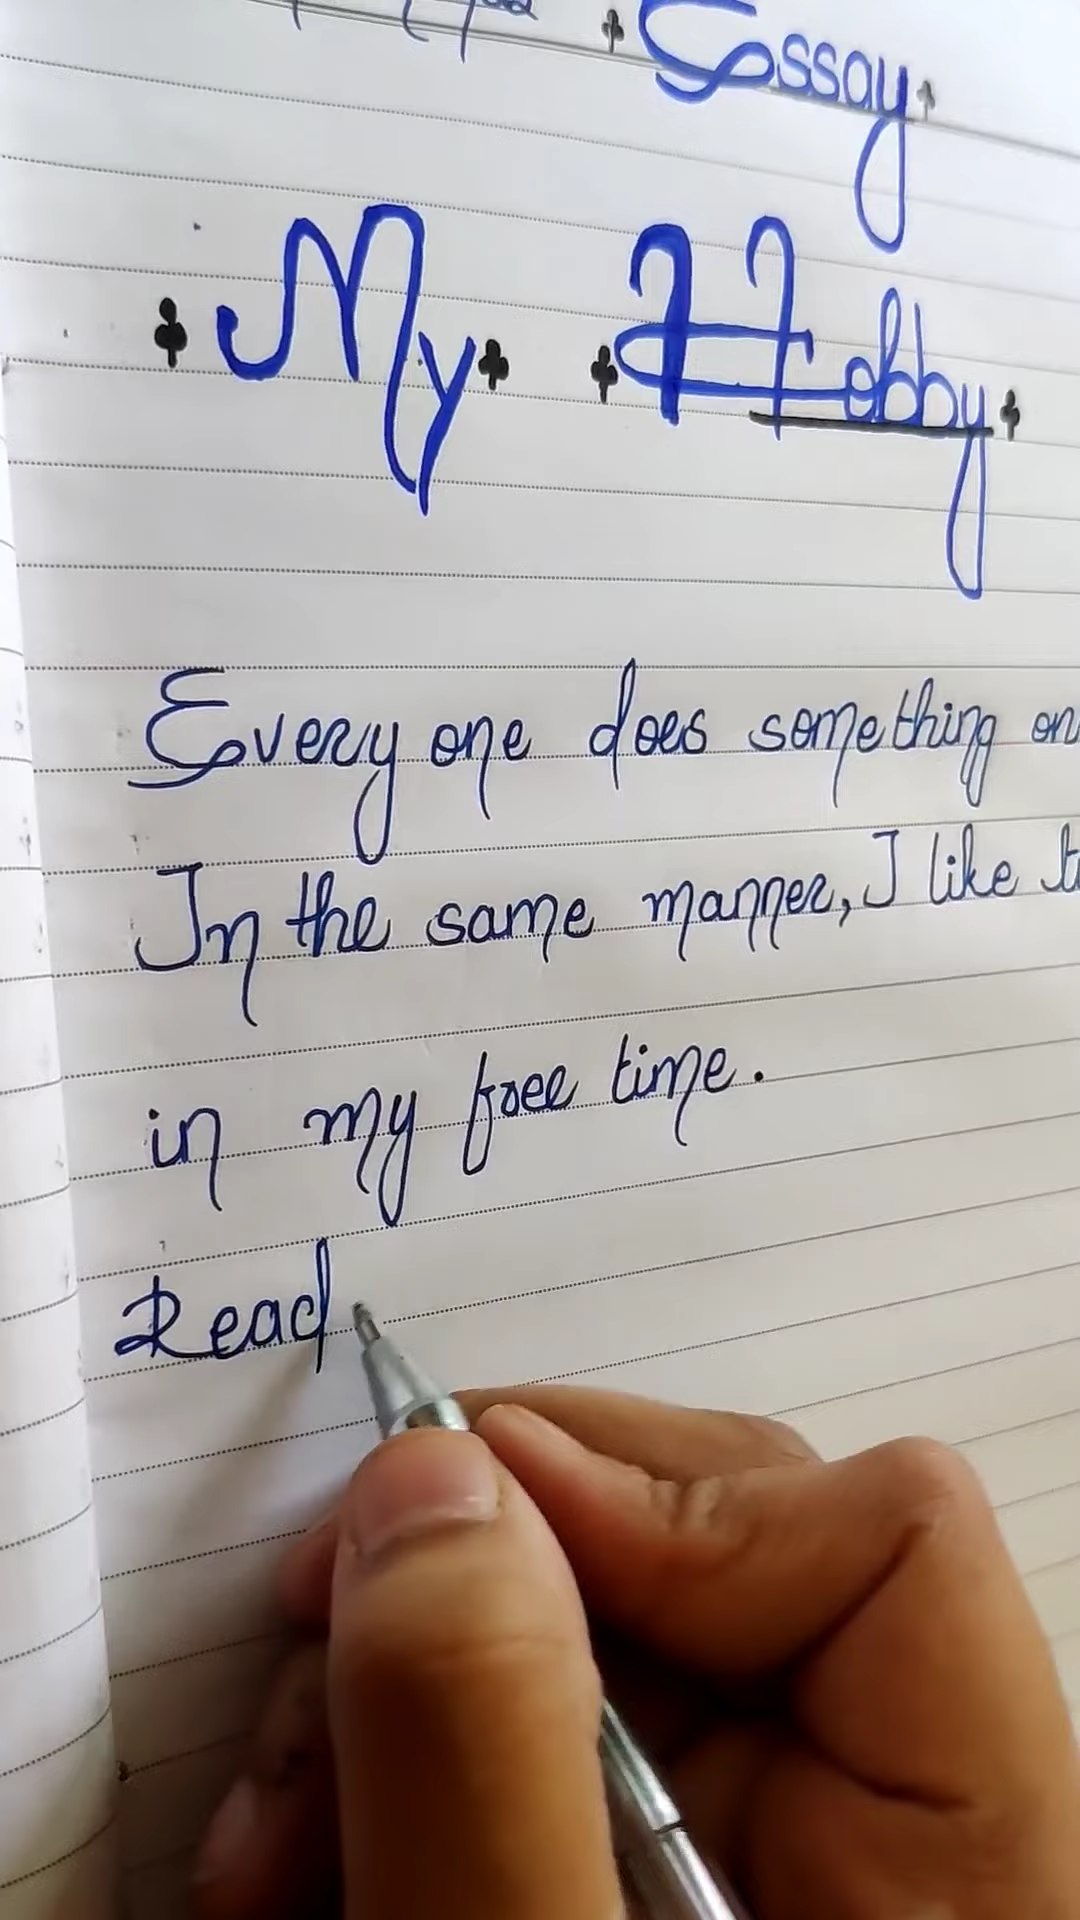 Essay
My Hobby
Every one does something on
In the same manner, I like
in my free time.
Read